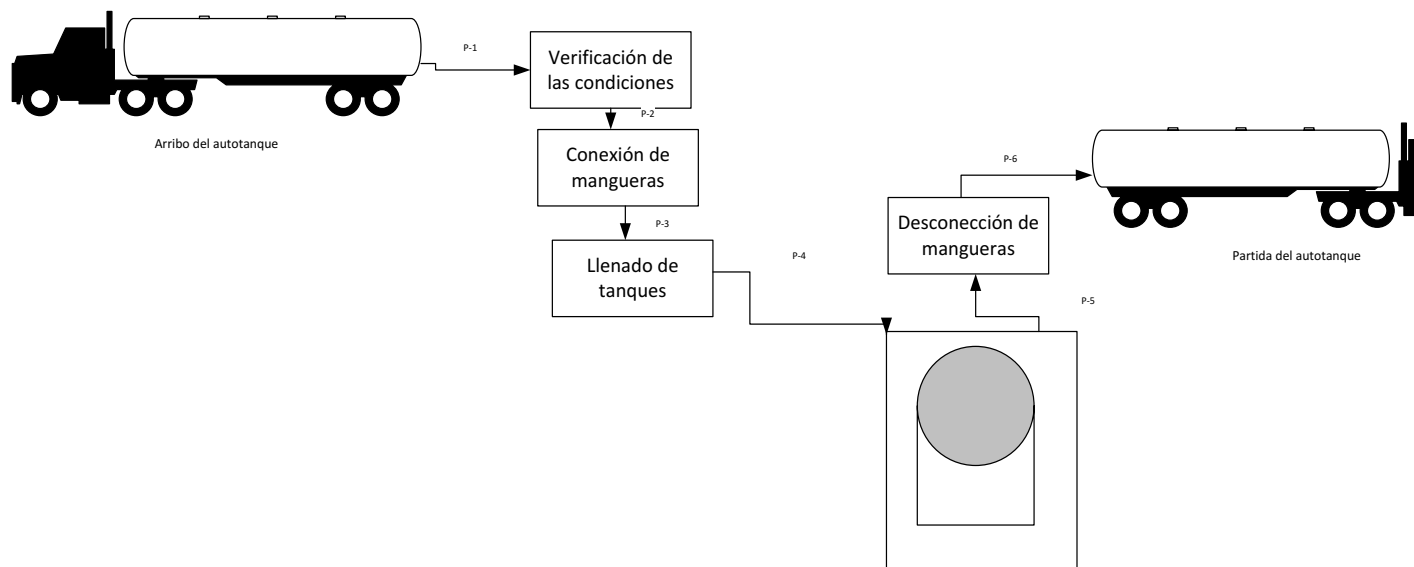 P-1
Verificación de
las condiciones
Arribo del autotanque
P-2
Conexión de
mangueras
P-3
Llenado de
tanques
P-4
P-5
Desconección de
mangueras
P-6
Partida del autotanque